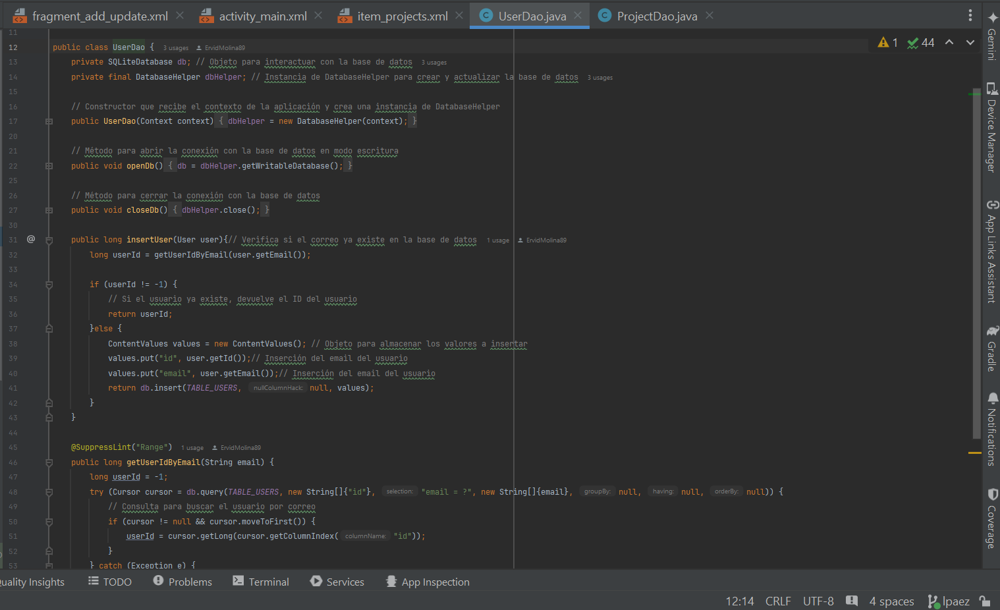 fragment_add_update.xml activity_main.xml item_projects.xml UserDao.java ProjectDao.java
11
12 public class UserDao { 3 usages ErvidMolina89
13 private SQLiteDatabase db; // Objeto para interactuar con la base de datos 3 usages
14 private final DatabaseHelper dbHelper; // Instancia de DatabaseHelper para crear y actualizar la base de datos 3 usages
15
16 // Constructor que recibe el contexto de la aplicación y crea una instancia de DatabaseHelper
17 public UserDao(Context context) { dbHelper = new DatabaseHelper(context); }
20
21 // Método para abrir la conexión con la base de datos en modo escritura
22 public void openDb() { db = dbHelper.getWritableDatabase(); }
25
26 // Método para cerrar la conexión con la base de datos
27 public void closeDb() { dbHelper.close(); }
30
31 @ public long insertUser(User user){// Verifica si el correo ya existe en la base de datos 1 usage ErvidMolina89
32 long userId = getUserIdByEmail(user.getEmail());
33
34 if (userId != -1) {
35 // Si el usuario ya existe, devuelve el ID del usuario
36 return userId;
37 }else {
38 ContentValues values = new ContentValues(); // Objeto para almacenar los valores a insertar
39 values.put("id", user.getId());// Inserción del email del usuario
40 values.put("email", user.getEmail());// Inserción del email del usuario
41 return db.insert(TABLE_USERS, nullColumnHack: null, values);
42 }
43 }
44
45 @SuppressLint("Range") 1 usage ErvidMolina89
46 public long getUserIdByEmail(String email) {
47 long userId = -1;
48 try (Cursor cursor = db.query(TABLE_USERS, new String[]{"id"}, selection: "email = ?", new String[]{email}, groupBy: null, having: null, orderBy: null)) {
49 // Consulta para buscar el usuario por correo
50 if (cursor != null && cursor.moveToFirst()) {
51 userId = cursor.getLong(cursor.getColumnIndex( columnName: "id"));
52 }
53 } catch (Exception e) {
1 44
Gemini
Device Manager
App Links Assistant
Gradle
Notifications
Coverage
uality Insights TODO Problems Terminal Services App Inspection
12:14 CRLF UTF-8 4 spaces lpaez